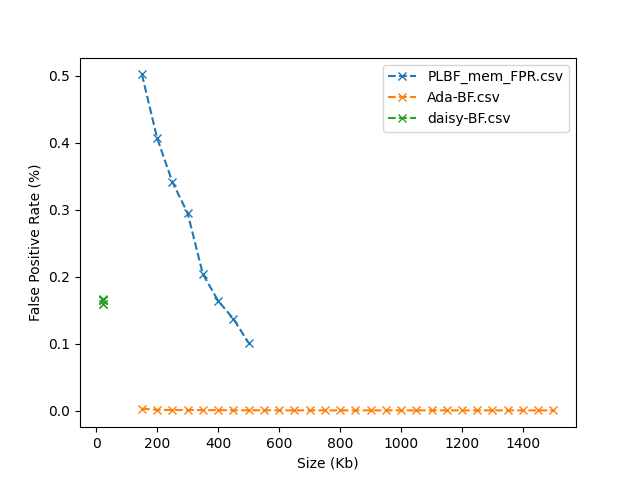 PLBF_mem_FPR.csv
Ada-BF.csv
daisy-BF.csv
False Positive Rate (%)
0.5
0.4
0.3
0.2
0.1
0.0
0 200 400 600 800 1000 1200 1400
Size (Kb)